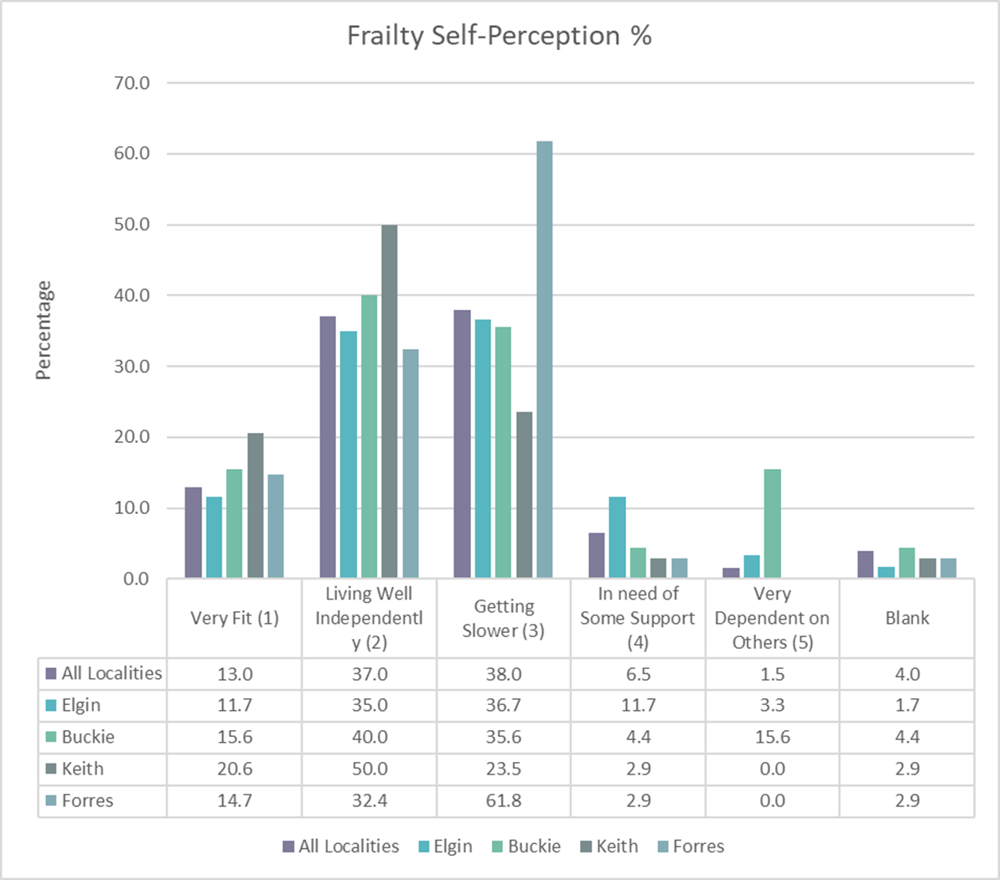 Frailty Self-Perception %
70.0
60.0
50.0
40.0
30.0
20.0
10.0
0.0
Percentage
Very Fit (1)
Living Well
Independentl
y (2)
Getting
Slower (3)
In need of
Some Support
(4)
Very
Dependent on
Others (5)
Blank
All Localities 13.0 37.0 38.0 6.5 1.5 4.0
Elgin 11.7 35.0 36.7 11.7 3.3 1.7
Buckie 15.6 40.0 35.6 4.4 15.6 4.4
Keith 20.6 50.0 23.5 2.9 0.0 2.9
Forres 14.7 32.4 61.8 2.9 0.0 2.9
All Localities Elgin Buckie Keith Forres